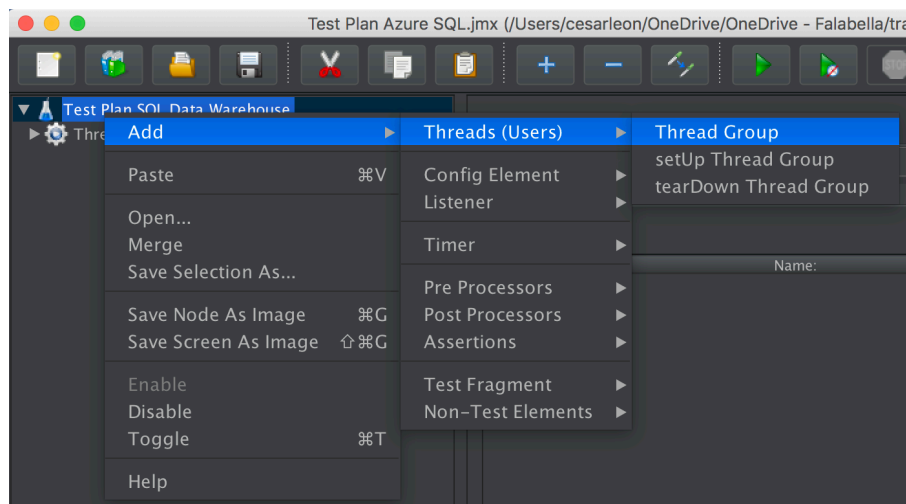 Test Plan Azure SQL.jmx (/Users/cesarleon/OneDrive/OneDrive - Falabella/tra
Test Plan SQL Data Warehouse
Thre
Add
Paste ⌘V
Open...
Merge
Save Selection As...
Save Node As Image ⌘G
Save Screen As Image ⇧⌘G
Enable
Disable
Toggle ⌘T
Help
Threads (Users)
Config Element
Listener
Timer
Pre Processors
Post Processors
Assertions
Test Fragment
Non-Test Elements
Thread Group
setUp Thread Group
tearDown Thread Group
Name: